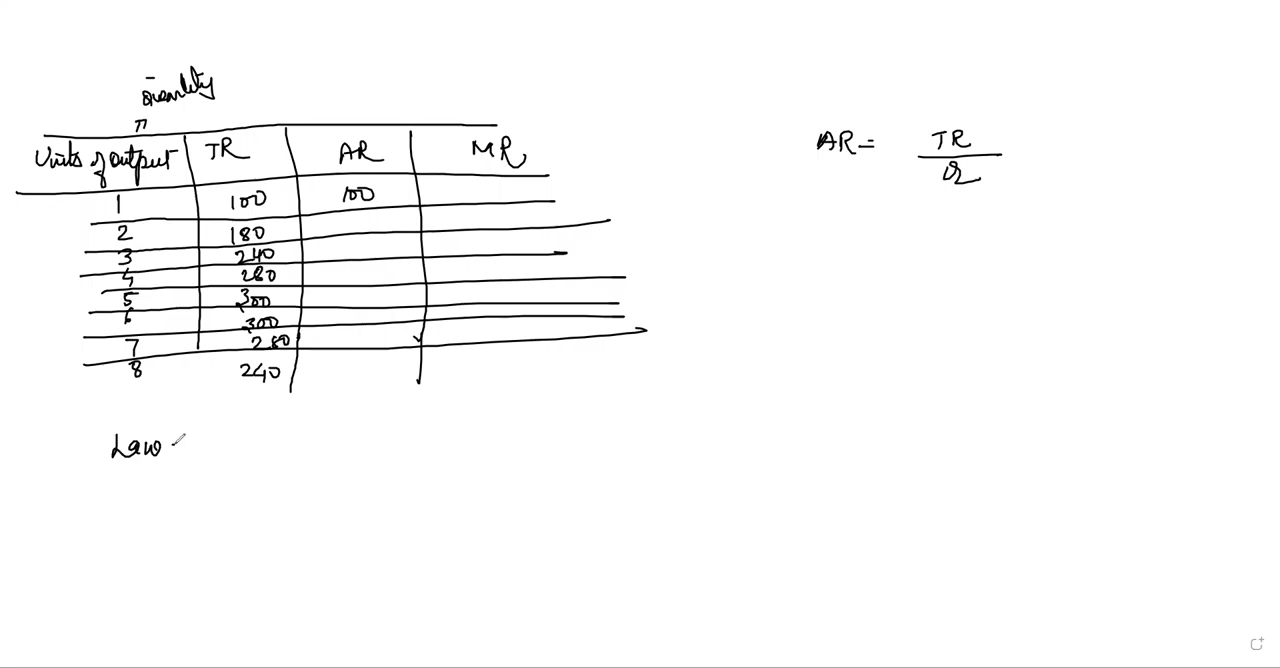 Quantity
Units of output TR AR MR
1 100 100
2 180
3 240
4 280
5 300
6 300
7 280
8 240
Law
AR = TR
Q